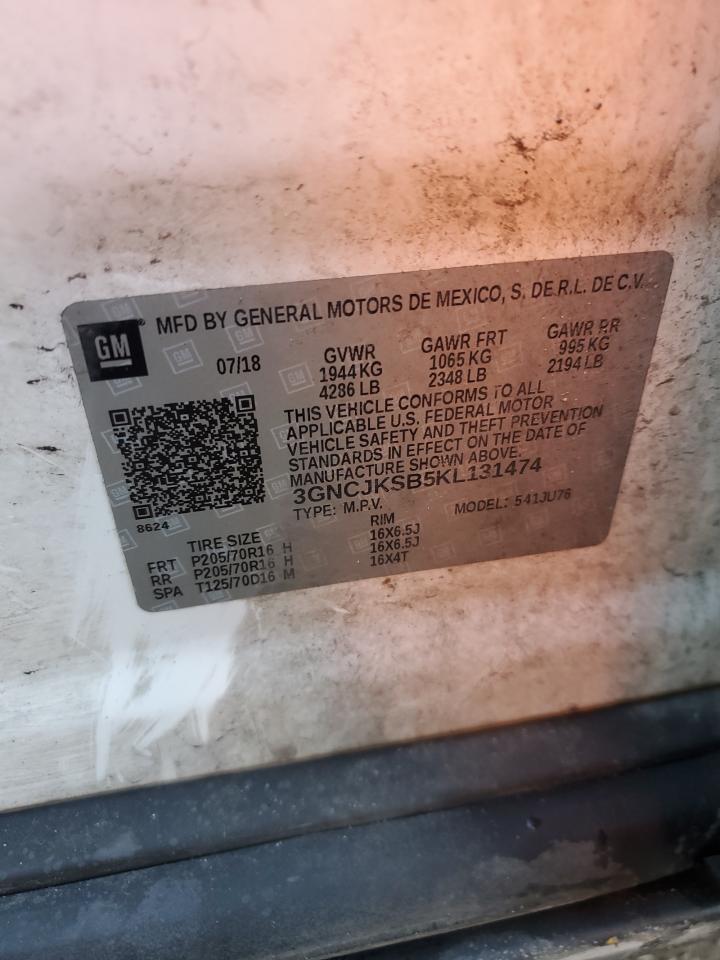 GM
® MFD BY GENERAL MOTORS DE MEXICO, S. DE R.L. DE C.V.
07/18
GVWR GAWR FRT GAWR RR
1944 KG 1065 KG 995 KG
4286 LB 2348 LB 2194 LB
THIS VEHICLE CONFORMS TO ALL
APPLICABLE U.S. FEDERAL MOTOR
VEHICLE SAFETY AND THEFT PREVENTION
STANDARDS IN EFFECT ON THE DATE OF
MANUFACTURE SHOWN ABOVE.
3GNCJKSB5KL131474
TYPE: M.P.V. MODEL: 541JU76
8624
TIRE SIZE RIM
FRT P205/70R16 H 16X6.5J
RR P205/70R16 H 16X6.5J
SPA T125/70D16 M 16X4T